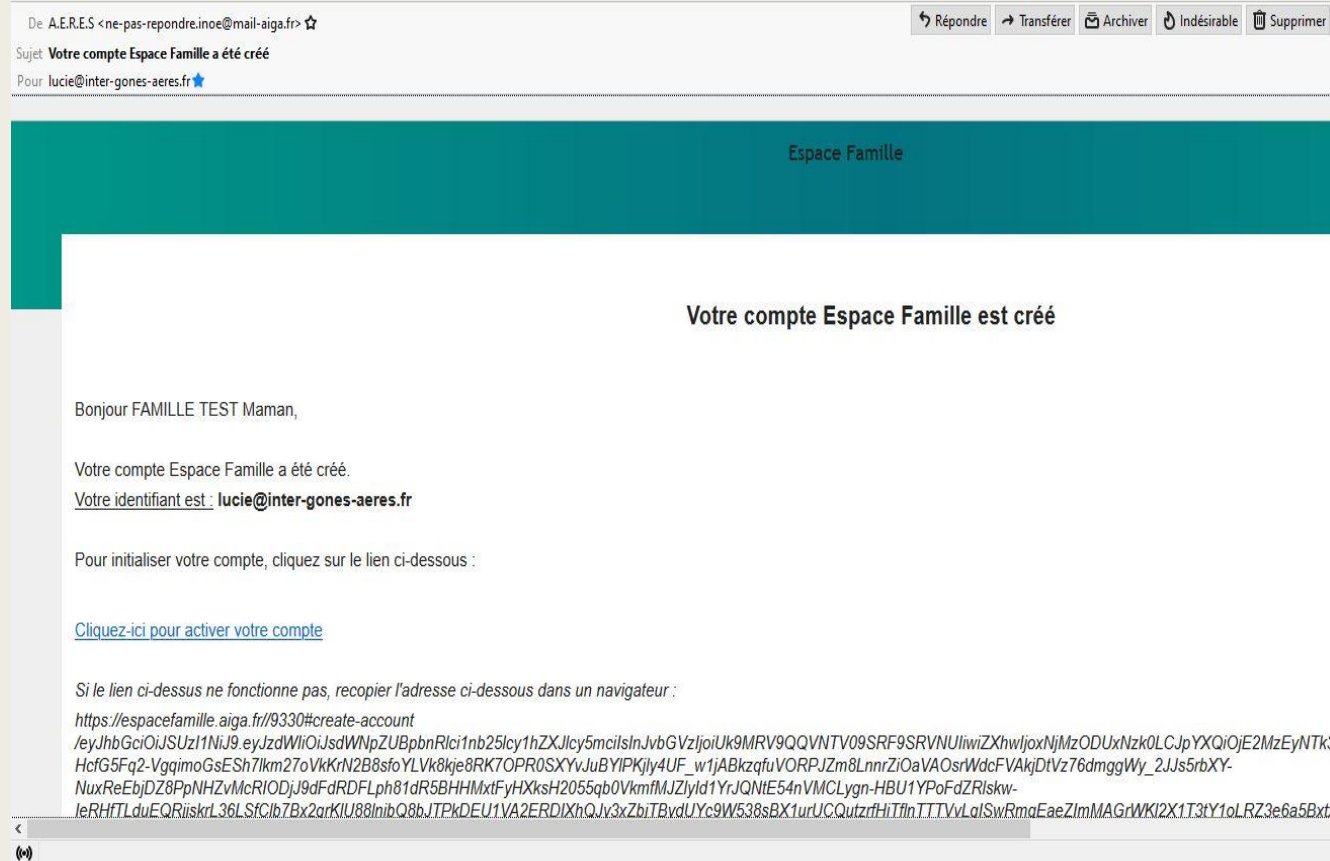 De A.E.R.E.S <ne-pas-repondre.inoe@mail-aiga.fr>
Répondre Transférer Archiver Indésirable Supprimer
Sujet Votre compte Espace Famille a été créé
Pour lucie@inter-gones-aeres.fr
Espace Famille
Votre compte Espace Famille est créé
Bonjour FAMILLE TEST Maman,
Votre compte Espace Famille a été créé.
Votre identifiant est : lucie@inter-gones-aeres.fr
Pour initialiser votre compte, cliquez sur le lien ci-dessous :
Cliquez-ici pour activer votre compte
Si le lien ci-dessus ne fonctionne pas, recopier l'adresse ci-dessous dans un navigateur :
https://espacefamille.aiga.fr//9330#create-account